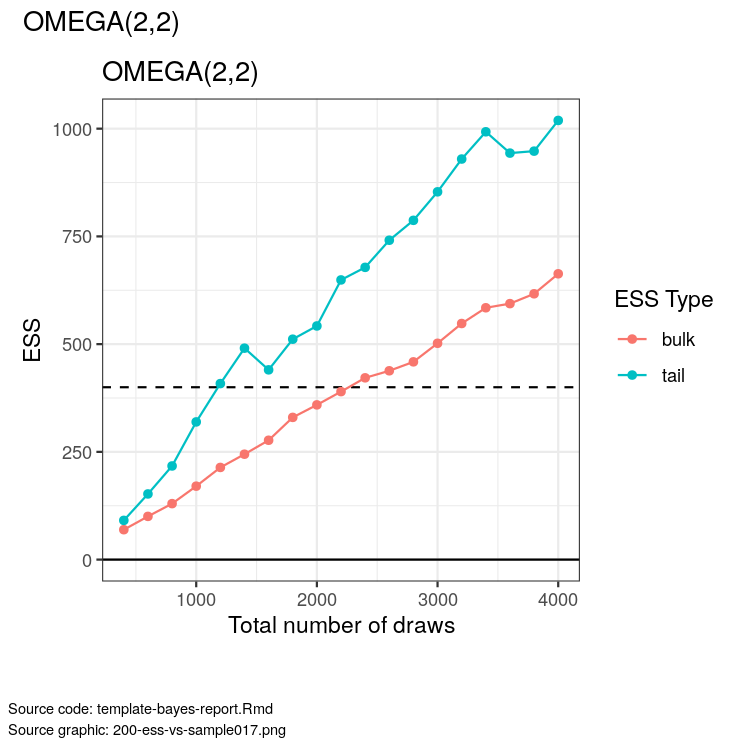 OMEGA(2,2)
OMEGA(2,2)
1000
750
500
250
0
ESS
1000 2000 3000 4000
Total number of draws
ESS Type
bulk
tail
Source code: template-bayes-report.Rmd
Source graphic: 200-ess-vs-sample017.png